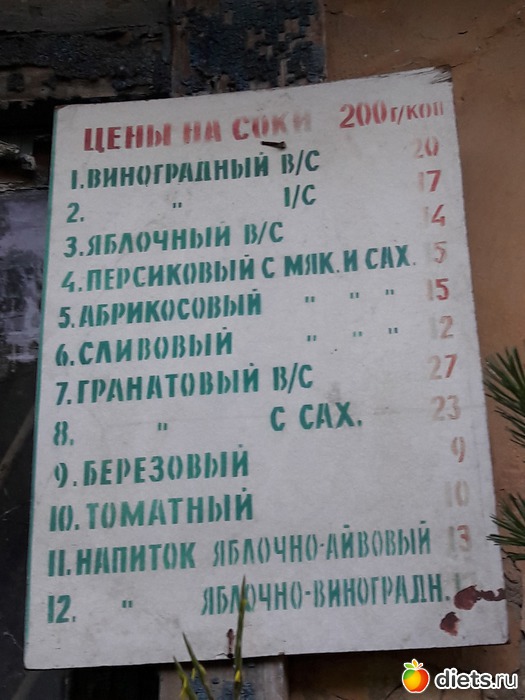 ЦЕНЫ НА СОКИ 200г/коп
1. ВИНОГРАДНЫЙ В/С 20
2. " 1/С 17
3. ЯБЛОЧНЫЙ В/С 14
4. ПЕРСИКОВЫЙ С МЯК. И САХ. 5
5. АБРИКОСОВЫЙ " " " 15
6. СЛИВОВЫЙ " " " 12
7. ГРАНАТОВЫЙ В/С 27
8. " С САХ. 23
9. БЕРЕЗОВЫЙ 9
10. ТОМАТНЫЙ 10
11. НАПИТОК ЯБЛОЧНО-АЙВОВЫЙ 13
12. " ЯБЛОЧНО-ВИНОГРАДН.
diets.ru